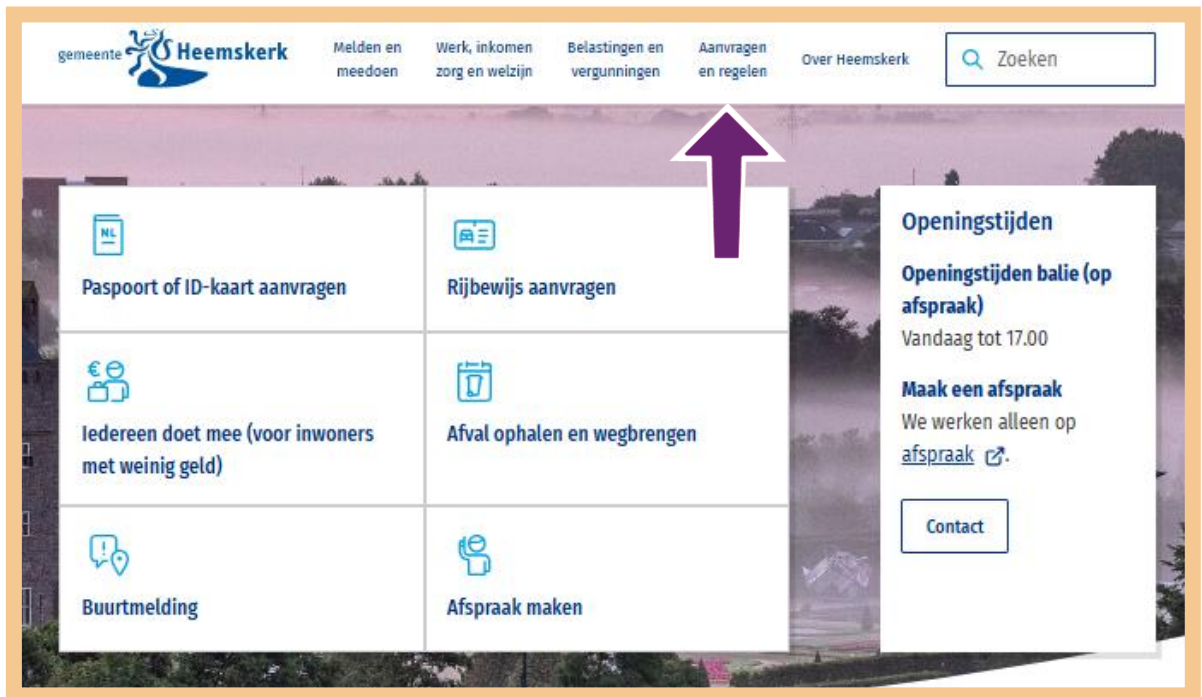 gemeente Heemskerk
Melden en
meedoen
Werk, inkomen
zorg en welzijn
Belastingen en
vergunningen
Aanvragen
en regelen
Over Heemskerk
Zoeken
NL
Paspoort of ID-kaart aanvragen
Rijbewijs aanvragen
€
Iedereen doet mee (voor inwoners
met weinig geld)
Afval ophalen en wegbrengen
!
Buurtmelding
Afspraak maken
Openingstijden
Openingstijden balie (op
afspraak)
Vandaag tot 17.00
Maak een afspraak
We werken alleen op
afspraak.
Contact